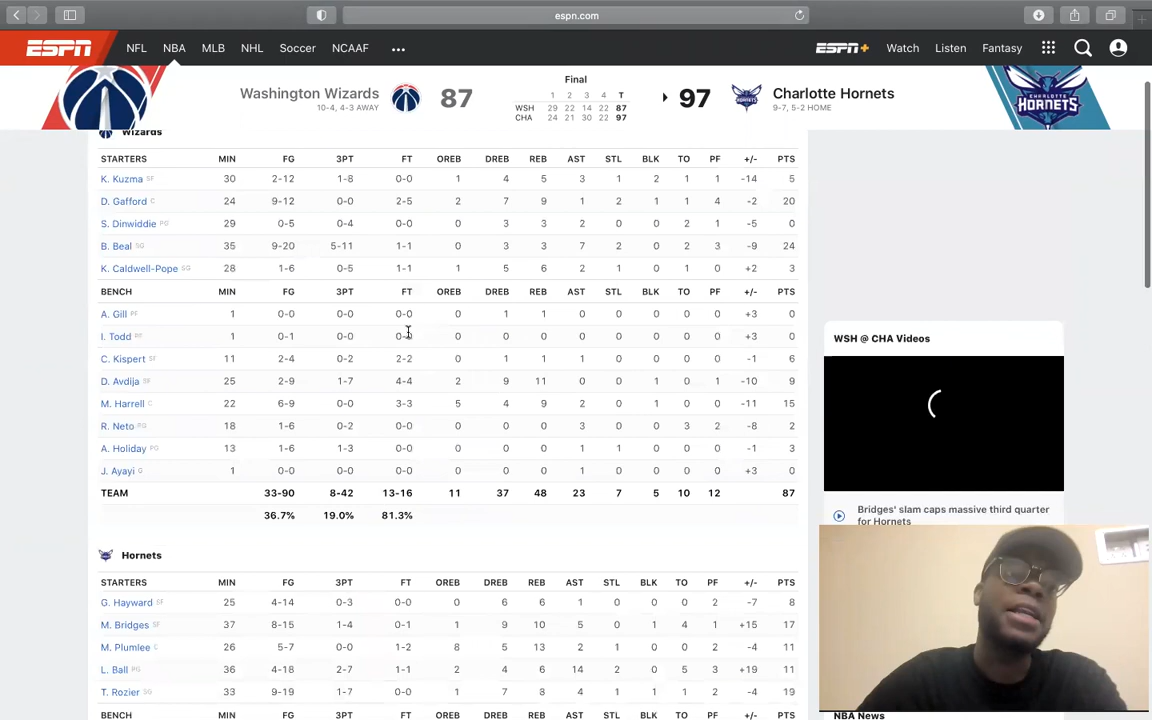 espn.com
ESPN NFL NBA MLB NHL Soccer NCAAF ESPN+ Watch Listen Fantasy
Washington Wizards 87 Final 97 Charlotte Hornets
10-4, 4-3 AWAY 9-7, 5-2 HOME
1 2 3 4 T
WSH 29 22 14 22 87
CHA 24 21 30 22 97
CHARLOTTE
HORNETS
Wizards
STARTERS MIN FG 3PT FT OREB DREB REB AST STL BLK TO PF +/- PTS
K. Kuzma SF 30 2-12 1-8 0-0 1 4 5 3 1 2 1 1 -14 5
D. Gafford C 24 9-12 0-0 2-5 2 7 9 1 2 1 1 4 -2 20
S. Dinwiddie PG 29 0-5 0-4 0-0 0 3 3 2 0 0 2 1 -5 0
B. Beal SG 35 9-20 5-11 1-1 0 3 3 7 2 0 2 3 -9 24
K. Caldwell-Pope SG 28 1-6 0-5 1-1 1 5 6 2 1 0 1 0 +2 3
BENCH MIN FG 3PT FT OREB DREB REB AST STL BLK TO PF +/- PTS
A. Gill PF 1 0-0 0-0 0-0 0 1 1 0 0 0 0 0 +3 0
I. Todd PF 1 0-1 0-0 0-0 0 0 0 0 0 0 0 0 +3 0
C. Kispert SF 11 2-4 0-2 2-2 0 1 1 1 0 0 0 0 -1 6
D. Avdija SF 25 2-9 1-7 4-4 2 9 11 0 0 1 0 1 -10 9
M. Harrell C 22 6-9 0-0 3-3 5 4 9 2 0 1 0 0 -11 15
R. Neto PG 18 1-6 0-2 0-0 0 0 0 3 0 0 3 2 -8 2
A. Holiday PG 13 1-6 1-3 0-0 0 0 0 1 1 0 0 0 -1 3
J. Ayayi G 1 0-0 0-0 0-0 0 0 0 1 0 0 0 0 +3 0
TEAM 33-90 8-42 13-16 11 37 48 23 7 5 10 12 87
36.7% 19.0% 81.3%
Hornets
STARTERS MIN FG 3PT FT OREB DREB REB AST STL BLK TO PF +/- PTS
G. Hayward SF 25 4-14 0-3 0-0 0 6 6 1 0 0 0 2 -7 8
M. Bridges SF 37 8-15 1-4 0-1 1 9 10 5 0 1 4 1 +15 17
M. Plumlee C 26 5-7 0-0 1-2 8 5 13 2 1 0 0 2 -4 11
L. Ball PG 36 4-18 2-7 1-1 2 4 6 14 2 0 5 3 +19 11
T. Rozier SG 33 9-19 1-7 0-0 1 7 8 4 1 1 1 2 -4 19
BENCH MIN FG 3PT FT OREB DREB REB AST STL BLK TO PF +/- PTS
WSH @ CHA Videos
Bridges' slam caps massive third quarter
for Hornets
NBA News